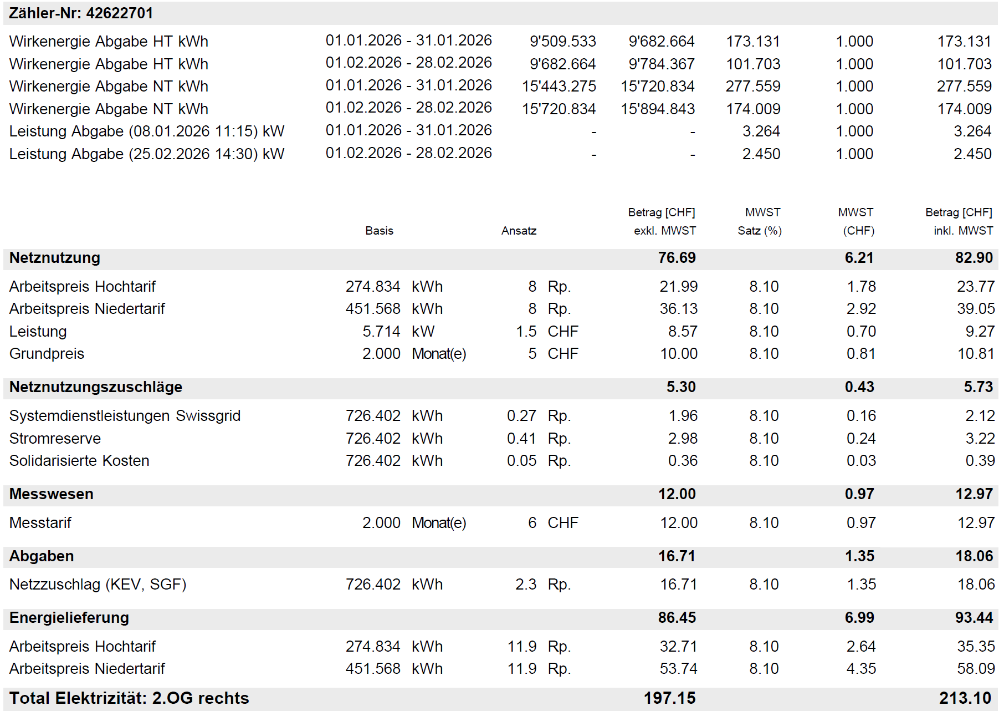 Zähler-Nr: 42622701
Wirkenergie Abgabe HT kWh 01.01.2026 - 31.01.2026 9'509.533 9'682.664 173.131 1.000 173.131
Wirkenergie Abgabe HT kWh 01.02.2026 - 28.02.2026 9'682.664 9'784.367 101.703 1.000 101.703
Wirkenergie Abgabe NT kWh 01.01.2026 - 31.01.2026 15'443.275 15'720.834 277.559 1.000 277.559
Wirkenergie Abgabe NT kWh 01.02.2026 - 28.02.2026 15'720.834 15'894.843 174.009 1.000 174.009
Leistung Abgabe (08.01.2026 11:15) kW 01.01.2026 - 31.01.2026 - - 3.264 1.000 3.264
Leistung Abgabe (25.02.2026 14:30) kW 01.02.2026 - 28.02.2026 - - 2.450 1.000 2.450
Betrag [CHF] MWST MWST Betrag [CHF]
Basis Ansatz exkl. MWST Satz (%) (CHF) inkl. MWST
Netznutzung 76.69 6.21 82.90
Arbeitspreis Hochtarif 274.834 kWh 8 Rp. 21.99 8.10 1.78 23.77
Arbeitspreis Niedertarif 451.568 kWh 8 Rp. 36.13 8.10 2.92 39.05
Leistung 5.714 kW 1.5 CHF 8.57 8.10 0.70 9.27
Grundpreis 2.000 Monat(e) 5 CHF 10.00 8.10 0.81 10.81
Netznutzungszuschläge 5.30 0.43 5.73
Systemdienstleistungen Swissgrid 726.402 kWh 0.27 Rp. 1.96 8.10 0.16 2.12
Stromreserve 726.402 kWh 0.41 Rp. 2.98 8.10 0.24 3.22
Solidarisierte Kosten 726.402 kWh 0.05 Rp. 0.36 8.10 0.03 0.39
Messwesen 12.00 0.97 12.97
Messtarif 2.000 Monat(e) 6 CHF 12.00 8.10 0.97 12.97
Abgaben 16.71 1.35 18.06
Netzzuschlag (KEV, SGF) 726.402 kWh 2.3 Rp. 16.71 8.10 1.35 18.06
Energielieferung 86.45 6.99 93.44
Arbeitspreis Hochtarif 274.834 kWh 11.9 Rp. 32.71 8.10 2.64 35.35
Arbeitspreis Niedertarif 451.568 kWh 11.9 Rp. 53.74 8.10 4.35 58.09
Total Elektrizität: 2.OG rechts 197.15 213.10